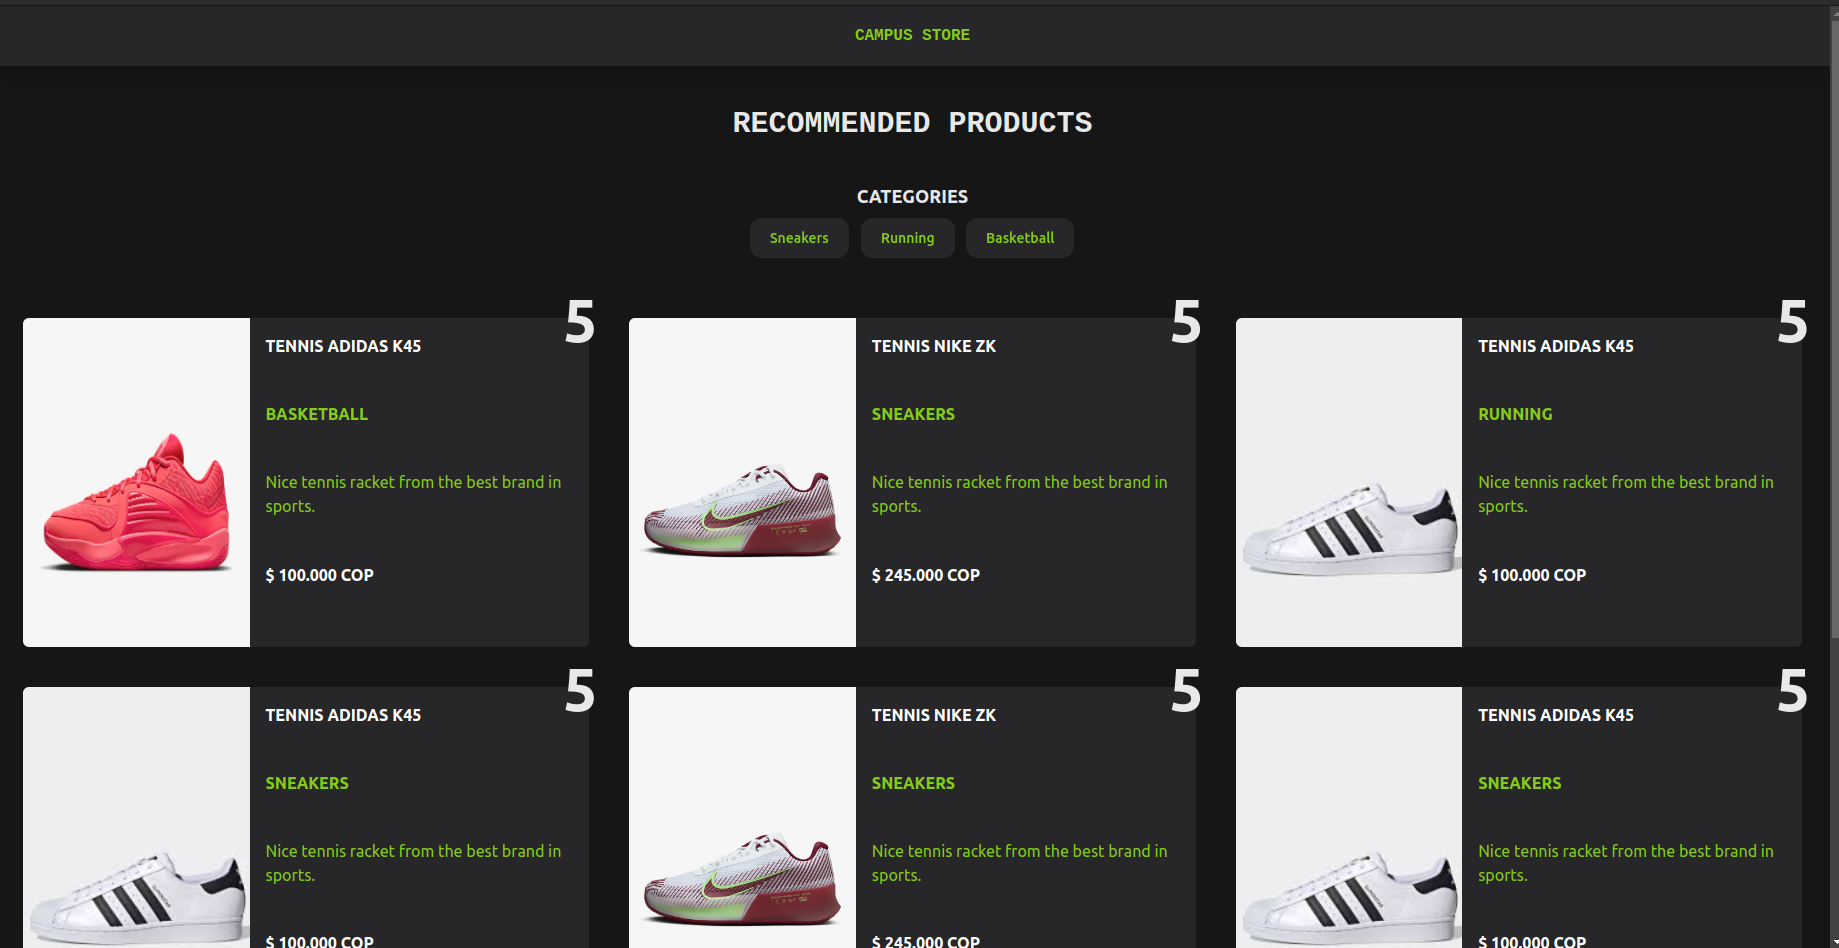 CAMPUS STORE
RECOMMENDED PRODUCTS
CATEGORIES
Sneakers Running Basketball
5
TENNIS ADIDAS K45
BASKETBALL
Nice tennis racket from the best brand in
sports.
$ 100.000 COP
5
TENNIS NIKE ZK
SNEAKERS
Nice tennis racket from the best brand in
sports.
$ 245.000 COP
5
TENNIS ADIDAS K45
RUNNING
Nice tennis racket from the best brand in
sports.
$ 100.000 COP
5
TENNIS ADIDAS K45
SNEAKERS
Nice tennis racket from the best brand in
sports.
$ 100.000 COP
5
TENNIS NIKE ZK
SNEAKERS
Nice tennis racket from the best brand in
sports.
$ 245.000 COP
5
TENNIS ADIDAS K45
SNEAKERS
Nice tennis racket from the best brand in
sports.
$ 100.000 COP